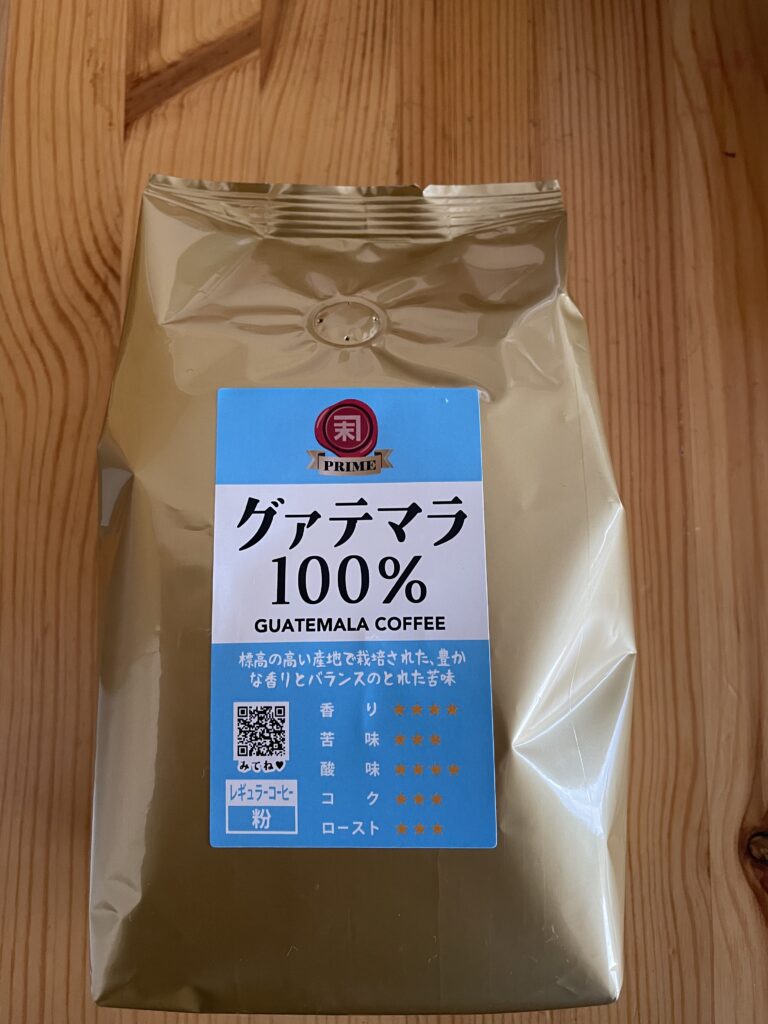 末
PRIME
グァテマラ
100%
GUATEMALA COFFEE
標高の高い産地で栽培された、豊か
な香りとバランスのとれた苦味
香り ★★★★
苦味 ★★★
酸味 ★★★★
コク ★★★
ロースト ★★★
みてね♥
レギュラーコーヒー
粉